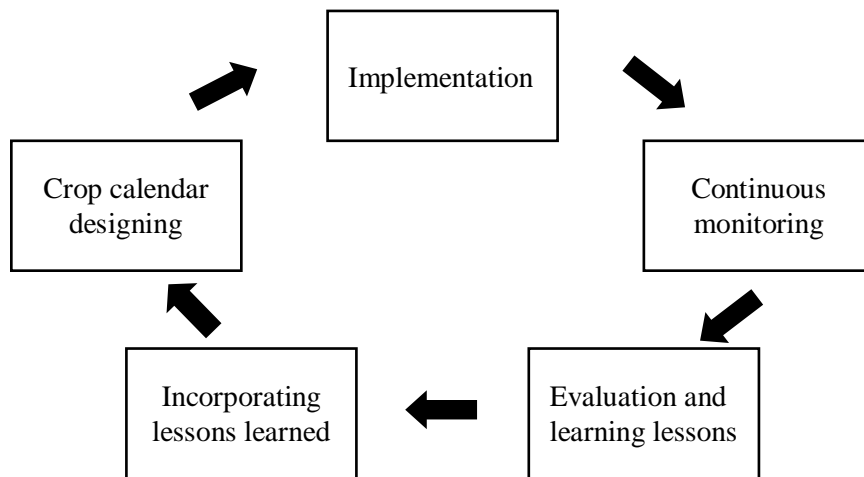 Implementation
Crop calendar
designing
Continuous
monitoring
Incorporating
lessons learned
Evaluation and
learning lessons